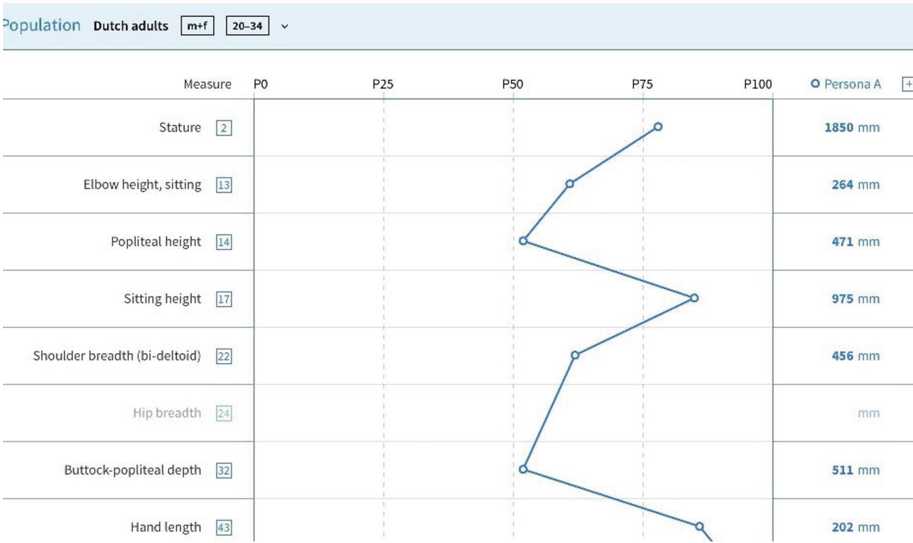 Population Dutch adults m+f 20–34
Measure P0 P25 P50 P75 P100 Persona A +
Stature 2 1850 mm
Elbow height, sitting 13 264 mm
Popliteal height 14 471 mm
Sitting height 17 975 mm
Shoulder breadth (bi-deltoid) 22 456 mm
Hip breadth 24 mm
Buttock-popliteal depth 32 511 mm
Hand length 43 202 mm